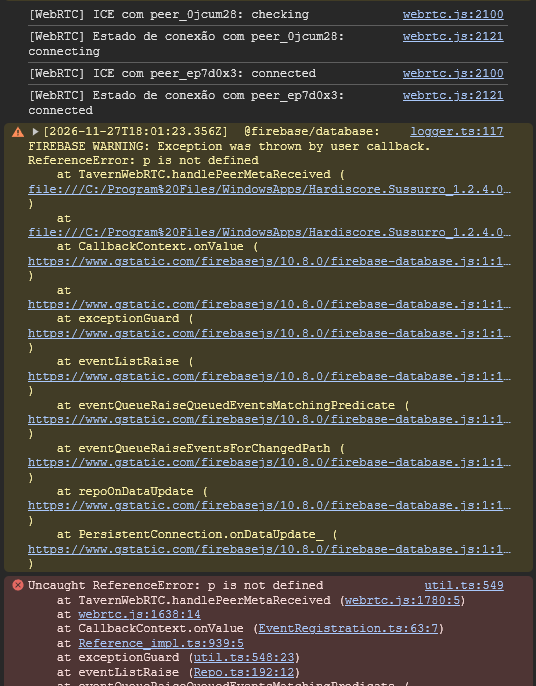 [WebRTC] ICE com peer_0jcum28: checking webrtc.js:2100
[WebRTC] Estado de conexão com peer_0jcum28: webrtc.js:2121
connecting
[WebRTC] ICE com peer_ep7d0x3: connected webrtc.js:2100
[WebRTC] Estado de conexão com peer_ep7d0x3: webrtc.js:2121
connected
[2026-11-27T18:01:23.356Z] @firebase/database: logger.ts:117
FIREBASE WARNING: Exception was thrown by user callback.
ReferenceError: p is not defined
at TavernWebRTC.handlePeerMetaReceived (
file:///C:/Program%20Files/WindowsApps/Hardiscore.Sussurro_1.2.4.0…
)
at
file:///C:/Program%20Files/WindowsApps/Hardiscore.Sussurro_1.2.4.0…
at CallbackContext.onValue (
https://www.gstatic.com/firebasejs/10.8.0/firebase-database.js:1:1…
)
at
https://www.gstatic.com/firebasejs/10.8.0/firebase-database.js:1:1…
at exceptionGuard (
https://www.gstatic.com/firebasejs/10.8.0/firebase-database.js:1:1…
)
at eventListRaise (
https://www.gstatic.com/firebasejs/10.8.0/firebase-database.js:1:1…
)
at eventQueueRaiseQueuedEventsMatchingPredicate (
https://www.gstatic.com/firebasejs/10.8.0/firebase-database.js:1:1…
)
at eventQueueRaiseEventsForChangedPath (
https://www.gstatic.com/firebasejs/10.8.0/firebase-database.js:1:1…
)
at repoOnDataUpdate (
https://www.gstatic.com/firebasejs/10.8.0/firebase-database.js:1:1…
)
at PersistentConnection.onDataUpdate_ (
https://www.gstatic.com/firebasejs/10.8.0/firebase-database.js:1:1…
)
Uncaught ReferenceError: p is not defined util.ts:549
at TavernWebRTC.handlePeerMetaReceived (webrtc.js:1780:5)
at webrtc.js:1638:14
at CallbackContext.onValue (EventRegistration.ts:63:7)
at Reference_impl.ts:939:5
at exceptionGuard (util.ts:548:23)
at eventListRaise (Repo.ts:192:12)
at eventQueueRaiseQueuedEventsMatchingPredicate (